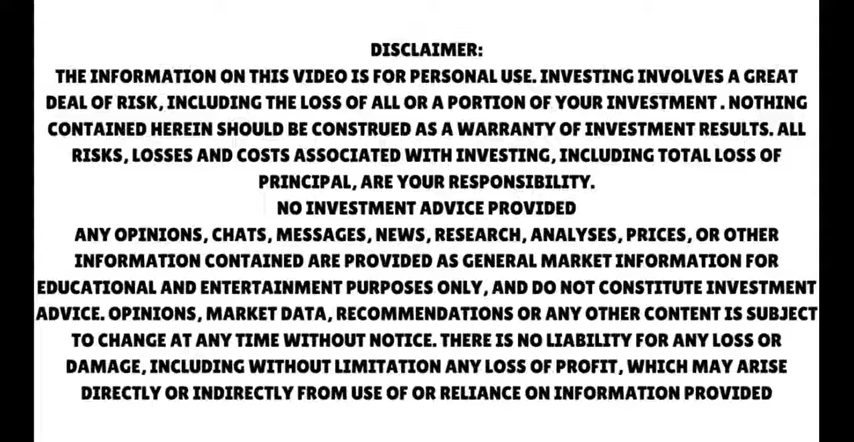 DISCLAIMER:
THE INFORMATION ON THIS VIDEO IS FOR PERSONAL USE. INVESTING INVOLVES A GREAT
DEAL OF RISK, INCLUDING THE LOSS OF ALL OR A PORTION OF YOUR INVESTMENT . NOTHING
CONTAINED HEREIN SHOULD BE CONSTRUED AS A WARRANTY OF INVESTMENT RESULTS. ALL
RISKS, LOSSES AND COSTS ASSOCIATED WITH INVESTING, INCLUDING TOTAL LOSS OF
PRINCIPAL, ARE YOUR RESPONSIBILITY.
NO INVESTMENT ADVICE PROVIDED
ANY OPINIONS, CHATS, MESSAGES, NEWS, RESEARCH, ANALYSES, PRICES, OR OTHER
INFORMATION CONTAINED ARE PROVIDED AS GENERAL MARKET INFORMATION FOR
EDUCATIONAL AND ENTERTAINMENT PURPOSES ONLY, AND DO NOT CONSTITUTE INVESTMENT
ADVICE. OPINIONS, MARKET DATA, RECOMMENDATIONS OR ANY OTHER CONTENT IS SUBJECT
TO CHANGE AT ANY TIME WITHOUT NOTICE. THERE IS NO LIABILITY FOR ANY LOSS OR
DAMAGE, INCLUDING WITHOUT LIMITATION ANY LOSS OF PROFIT, WHICH MAY ARISE
DIRECTLY OR INDIRECTLY FROM USE OF OR RELIANCE ON INFORMATION PROVIDED